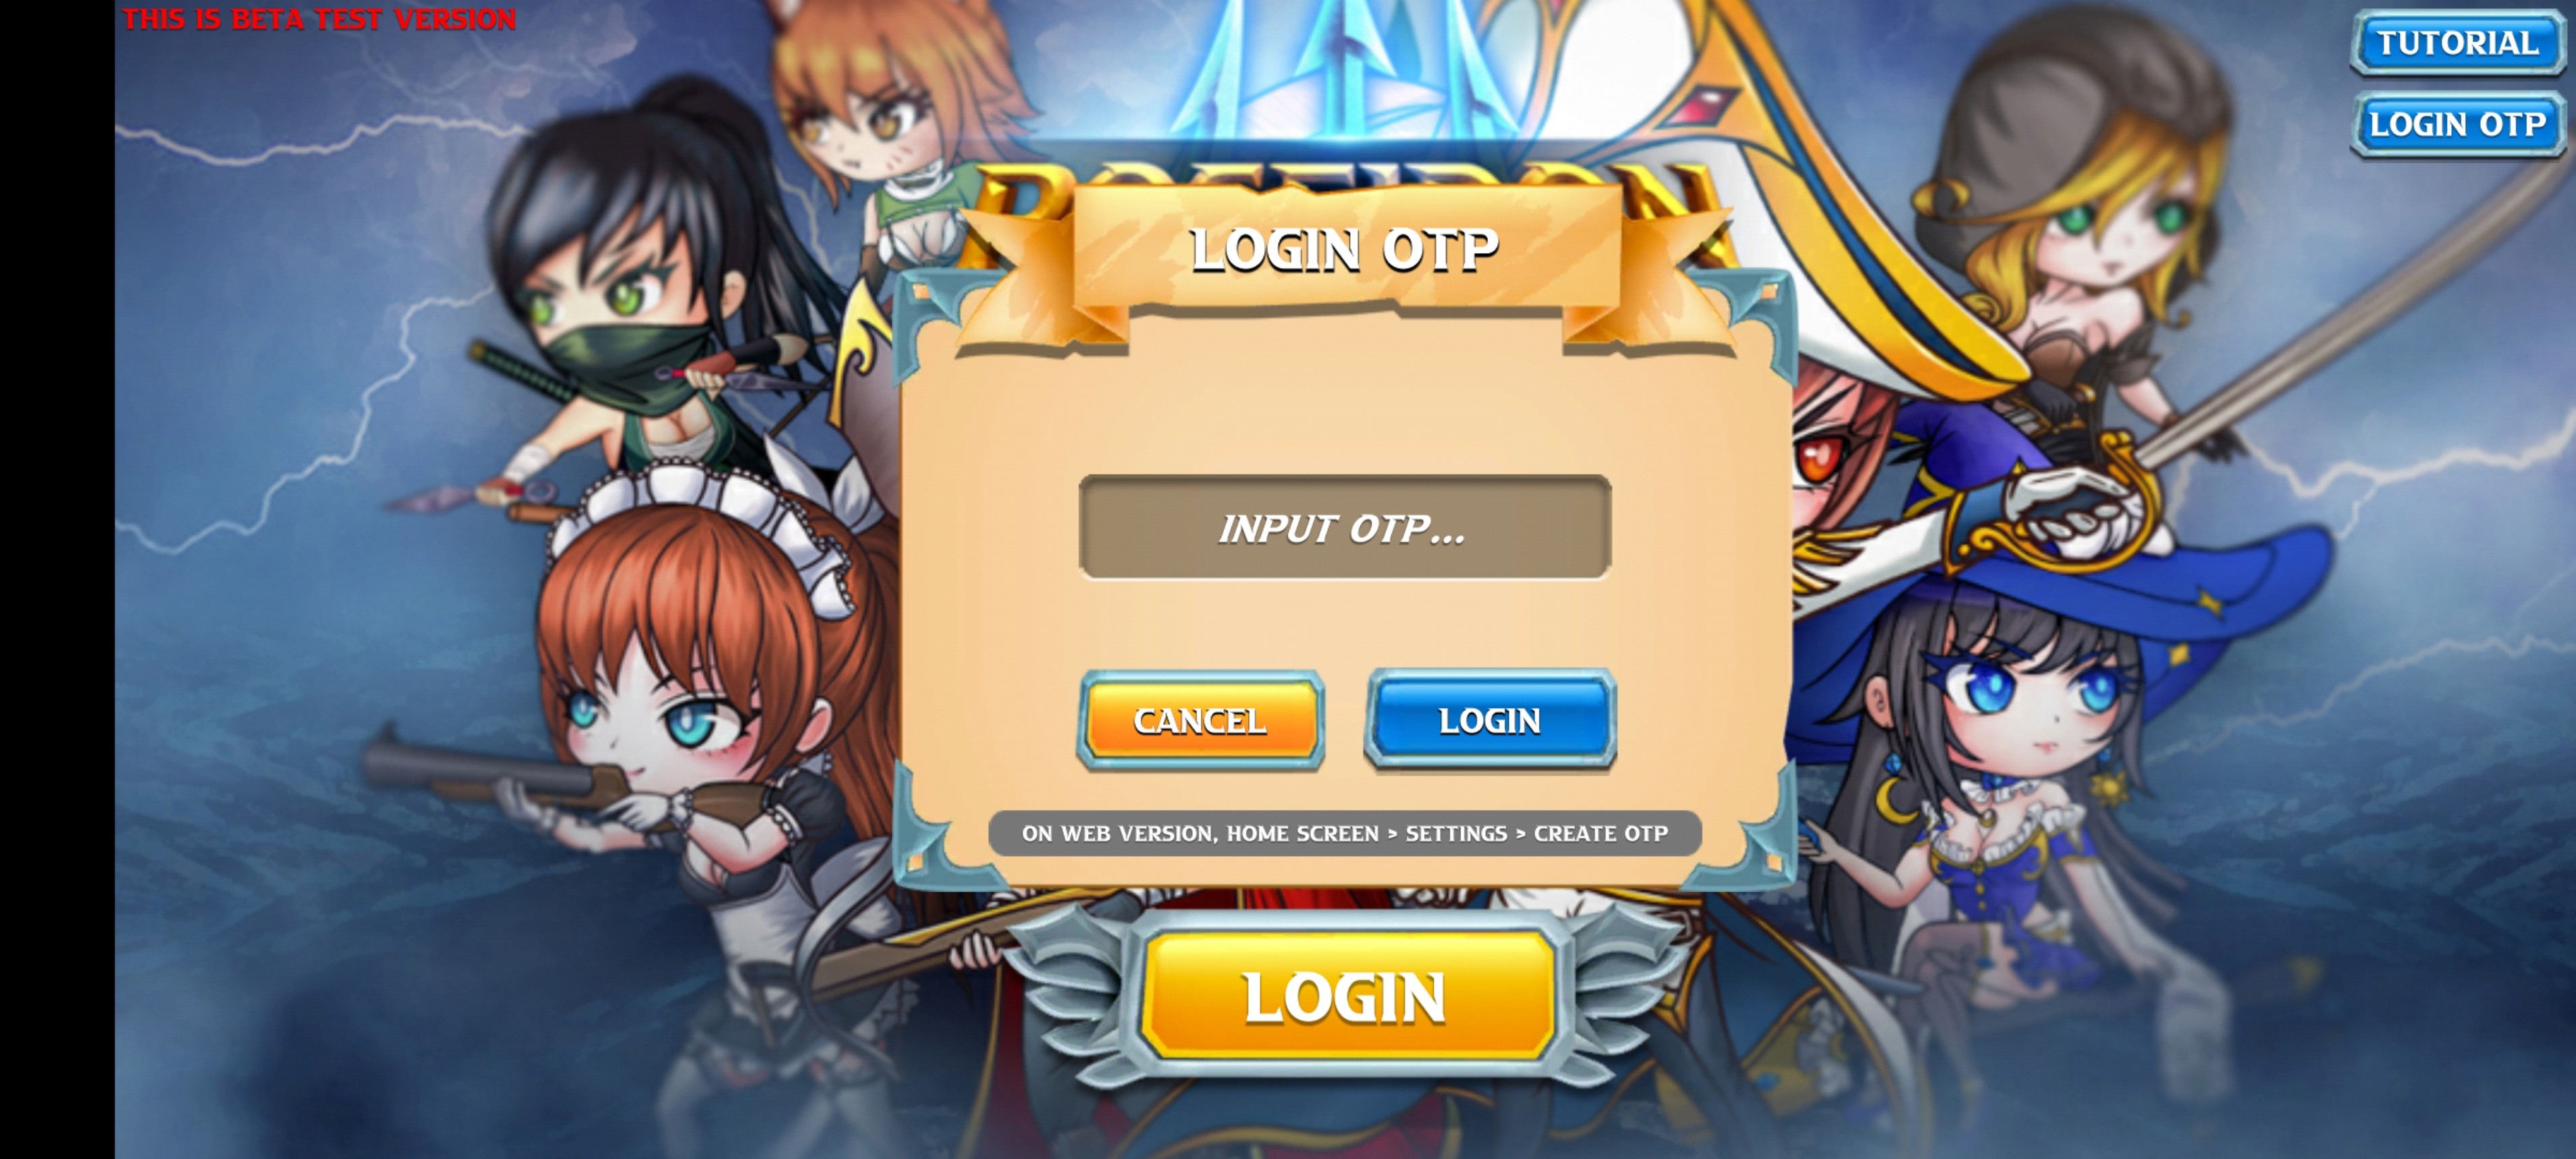 THIS IS BETA TEST VERSION
TUTORIAL
LOGIN OTP
POSEIDON
LOGIN OTP
INPUT OTP...
CANCEL
LOGIN
ON WEB VERSION, HOME SCREEN > SETTINGS > CREATE OTP
LOGIN